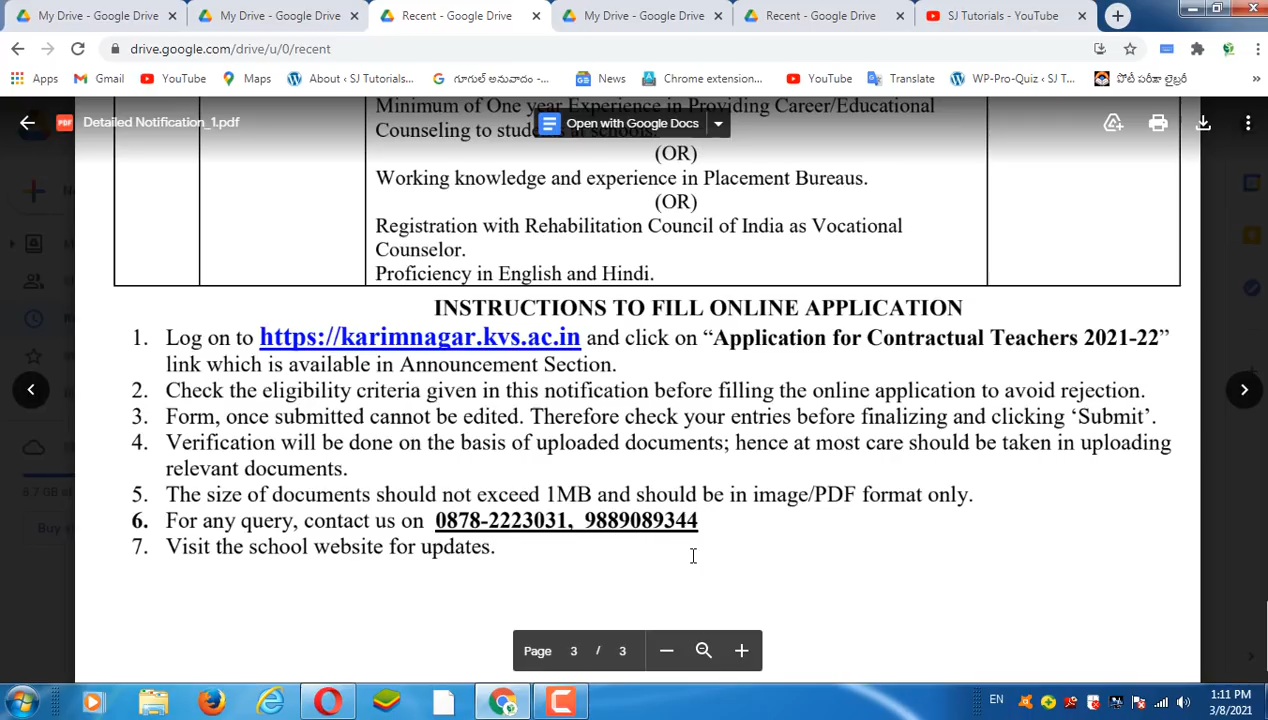 My Drive - Google Drive
My Drive - Google Drive
Recent - Google Drive
My Drive - Google Drive
Recent - Google Drive
SJ Tutorials - YouTube
drive.google.com/drive/u/0/recent
Apps
Gmail
YouTube
Maps
About ‹ SJ Tutorials...
గూగుల్ అనువాదం -...
News
Chrome extension...
YouTube
Translate
WP-Pro-Quiz ‹ SJ T...
పోటీ పరీక్షా లైబ్రరీ
Detailed Notification_1.pdf
Open with Google Docs
Minimum of One year Experience in Providing Career/Educational
Counseling to students at schools.
(OR)
Working knowledge and experience in Placement Bureaus.
(OR)
Registration with Rehabilitation Council of India as Vocational
Counselor.
Proficiency in English and Hindi.
INSTRUCTIONS TO FILL ONLINE APPLICATION
1. Log on to https://karimnagar.kvs.ac.in and click on “Application for Contractual Teachers 2021-22”
link which is available in Announcement Section.
2. Check the eligibility criteria given in this notification before filling the online application to avoid rejection.
3. Form, once submitted cannot be edited. Therefore check your entries before finalizing and clicking ‘Submit’.
4. Verification will be done on the basis of uploaded documents; hence at most care should be taken in uploading
relevant documents.
5. The size of documents should not exceed 1MB and should be in image/PDF format only.
6. For any query, contact us on 0878-2223031, 9889089344
7. Visit the school website for updates.
Page 3 / 3
EN
1:11 PM
3/8/2021